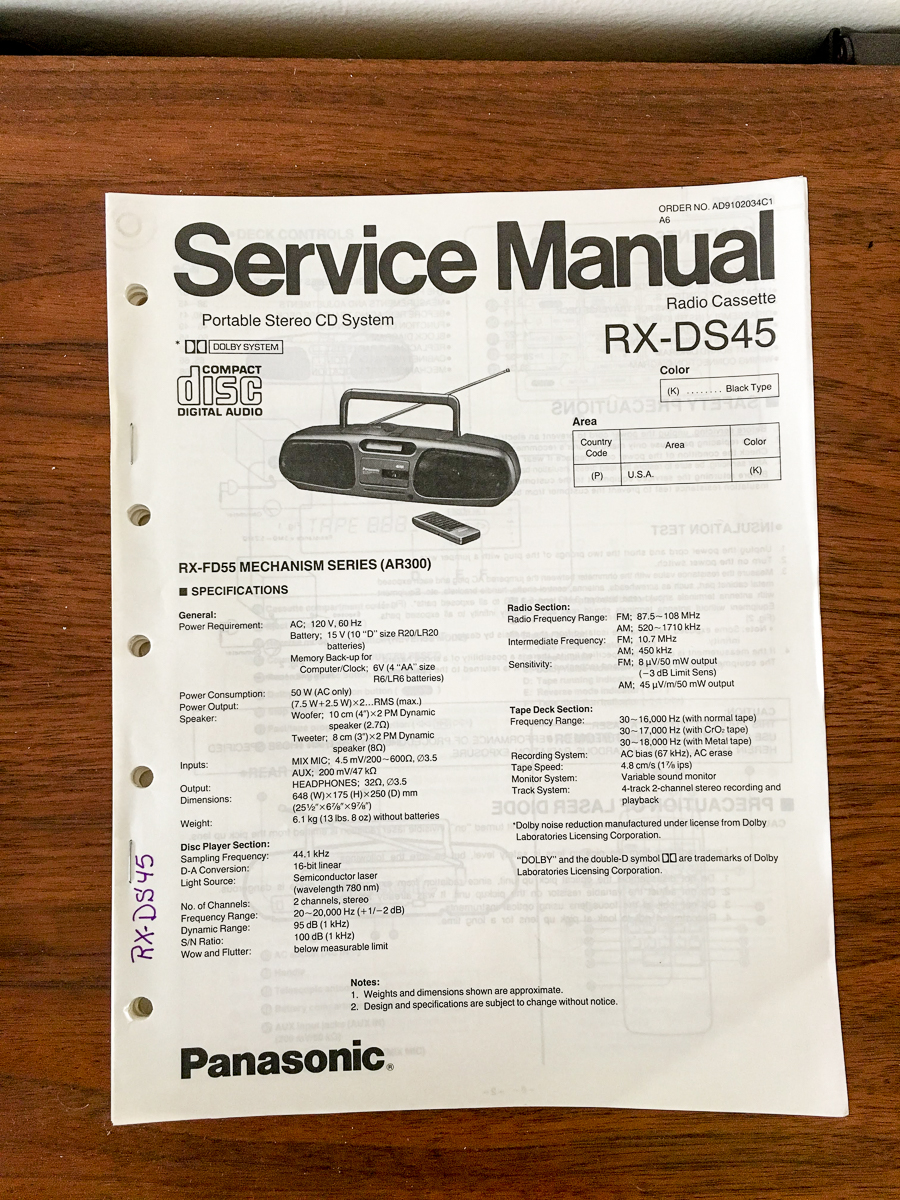 ORDER NO. AD9102034C1
A6
Service Manual
Radio Cassette
Portable Stereo CD System
RX-DS45
* DOLBY SYSTEM
COMPACT
disc
DIGITAL AUDIO
Color
(K) ........ Black Type
Area
Country Code Area Color
(P) U.S.A. (K)
Panasonic
RX-FD55 MECHANISM SERIES (AR300)
■ SPECIFICATIONS
General:
Power Requirement: AC; 120 V, 60 Hz
Battery; 15 V (10 "D" size R20/LR20
batteries)
Memory Back-up for
Computer/Clock; 6V (4 "AA" size
R6/LR6 batteries)
Power Consumption: 50 W (AC only)
Power Output: (7.5 W+2.5 W)×2...RMS (max.)
Speaker: Woofer; 10 cm (4")×2 PM Dynamic
speaker (2.7Ω)
Tweeter; 8 cm (3")×2 PM Dynamic
speaker (8Ω)
Inputs: MIX MIC; 4.5 mV/200~600Ω, ∅3.5
AUX; 200 mV/47 kΩ
Output: HEADPHONES; 32Ω, ∅3.5
Dimensions: 648 (W)×175 (H)×250 (D) mm
(25½"×6⅞"×9⅞")
Weight: 6.1 kg (13 lbs. 8 oz) without batteries
Disc Player Section:
Sampling Frequency: 44.1 kHz
D-A Conversion: 16-bit linear
Light Source: Semiconductor laser
(wavelength 780 nm)
No. of Channels: 2 channels, stereo
Frequency Range: 20~20,000 Hz (+1/−2 dB)
Dynamic Range: 95 dB (1 kHz)
S/N Ratio: 100 dB (1 kHz)
Wow and Flutter: below measurable limit
Radio Section:
Radio Frequency Range: FM; 87.5~108 MHz
AM; 520~1710 kHz
Intermediate Frequency: FM; 10.7 MHz
AM; 450 kHz
Sensitivity: FM; 8 μV/50 mW output
(−3 dB Limit Sens)
AM; 45 μV/m/50 mW output
Tape Deck Section:
Frequency Range: 30~16,000 Hz (with normal tape)
30~17,000 Hz (with CrO₂ tape)
30~18,000 Hz (with Metal tape)
Recording System: AC bias (67 kHz), AC erase
Tape Speed: 4.8 cm/s (1⅞ ips)
Monitor System: Variable sound monitor
Track System: 4-track 2-channel stereo recording and
playback
*Dolby noise reduction manufactured under license from Dolby
Laboratories Licensing Corporation.
"DOLBY" and the double-D symbol are trademarks of Dolby
Laboratories Licensing Corporation.
Notes:
1. Weights and dimensions shown are approximate.
2. Design and specifications are subject to change without notice.
Panasonic®
RX-DS45